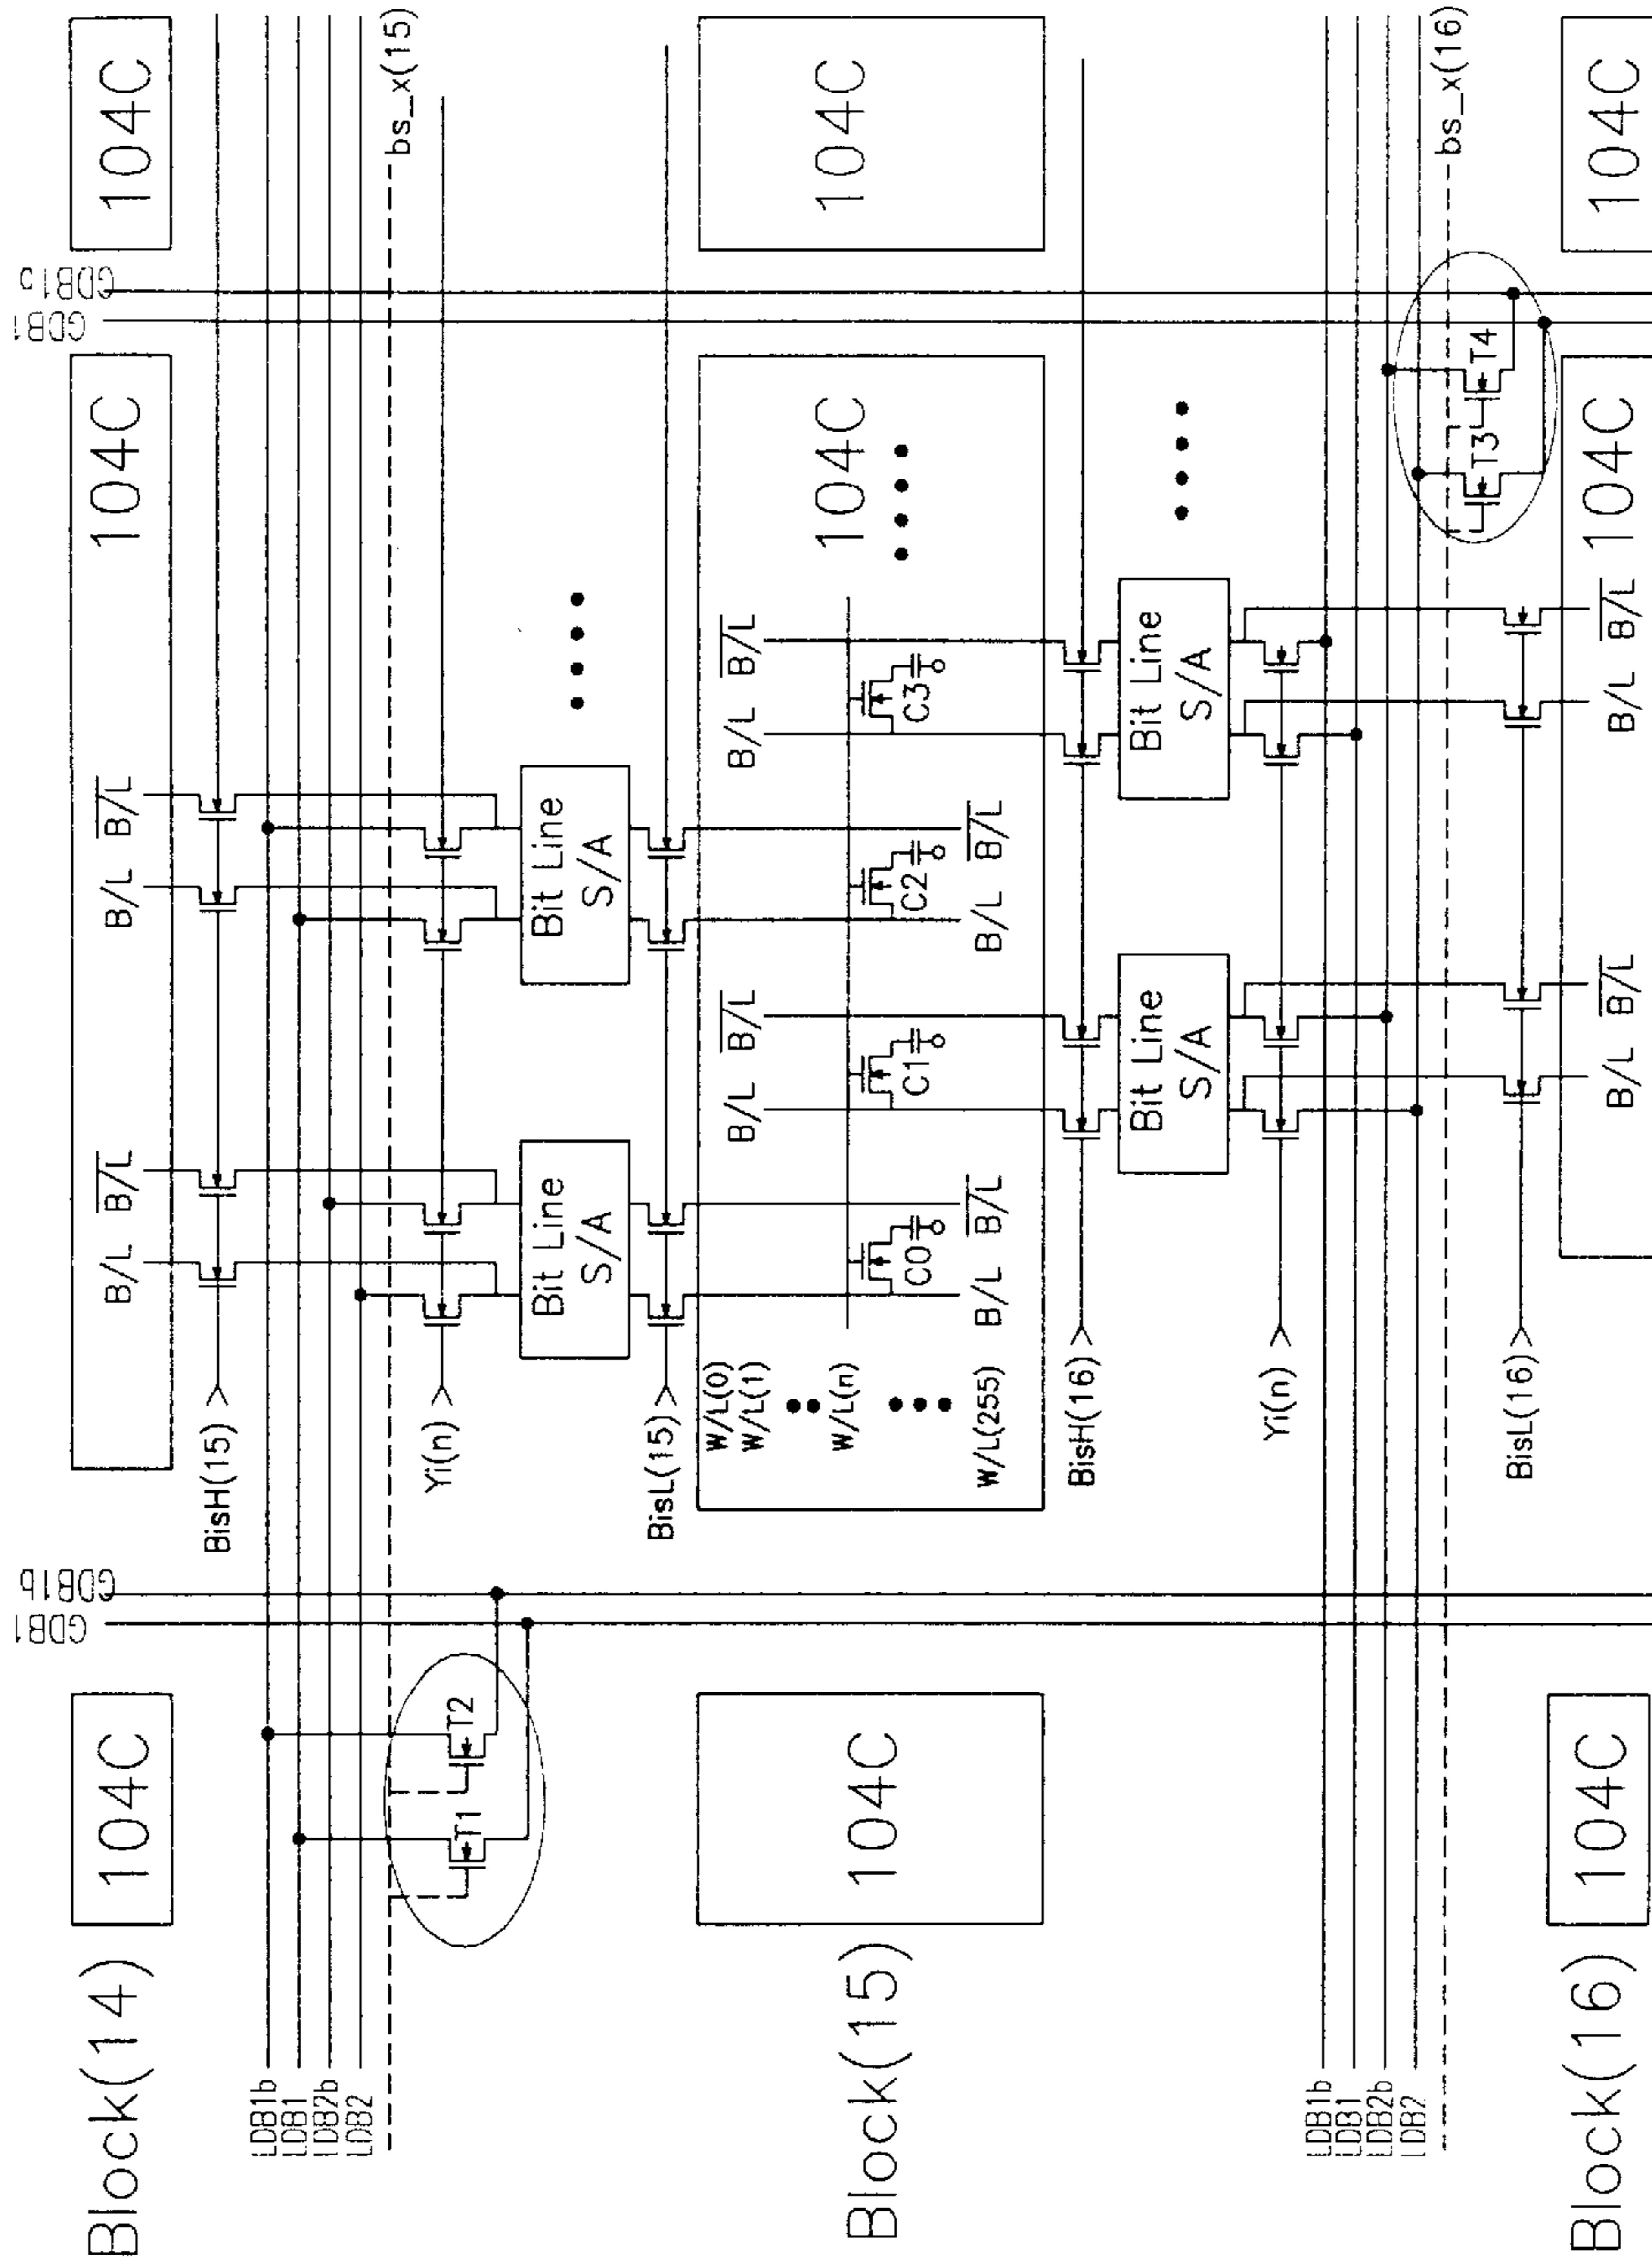 Block(14)
104C
104C
104C
GDB1
GDB1b
GDB1
GDB1b
B/L
B/L
B/L
B/L
BisH(15)
LDB1b
LDB1
LDB2b
LDB2
bs_x(15)
T1
T2
Yi(n)
Bit Line
S/A
Bit Line
S/A
BisL(15)
Block(15)
104C
104C
104C
W/L(0)
W/L(1)
W/L(n)
W/L(255)
B/L
B/L
B/L
B/L
C0
C1
C2
C3
B/L
B/L
B/L
B/L
BisH(16)
Bit Line
S/A
Bit Line
S/A
Yi(n)
LDB1b
LDB1
LDB2b
LDB2
bs_x(16)
T3
T4
BisL(16)
Block(16)
104C
104C
104C
B/L
B/L
B/L
B/L